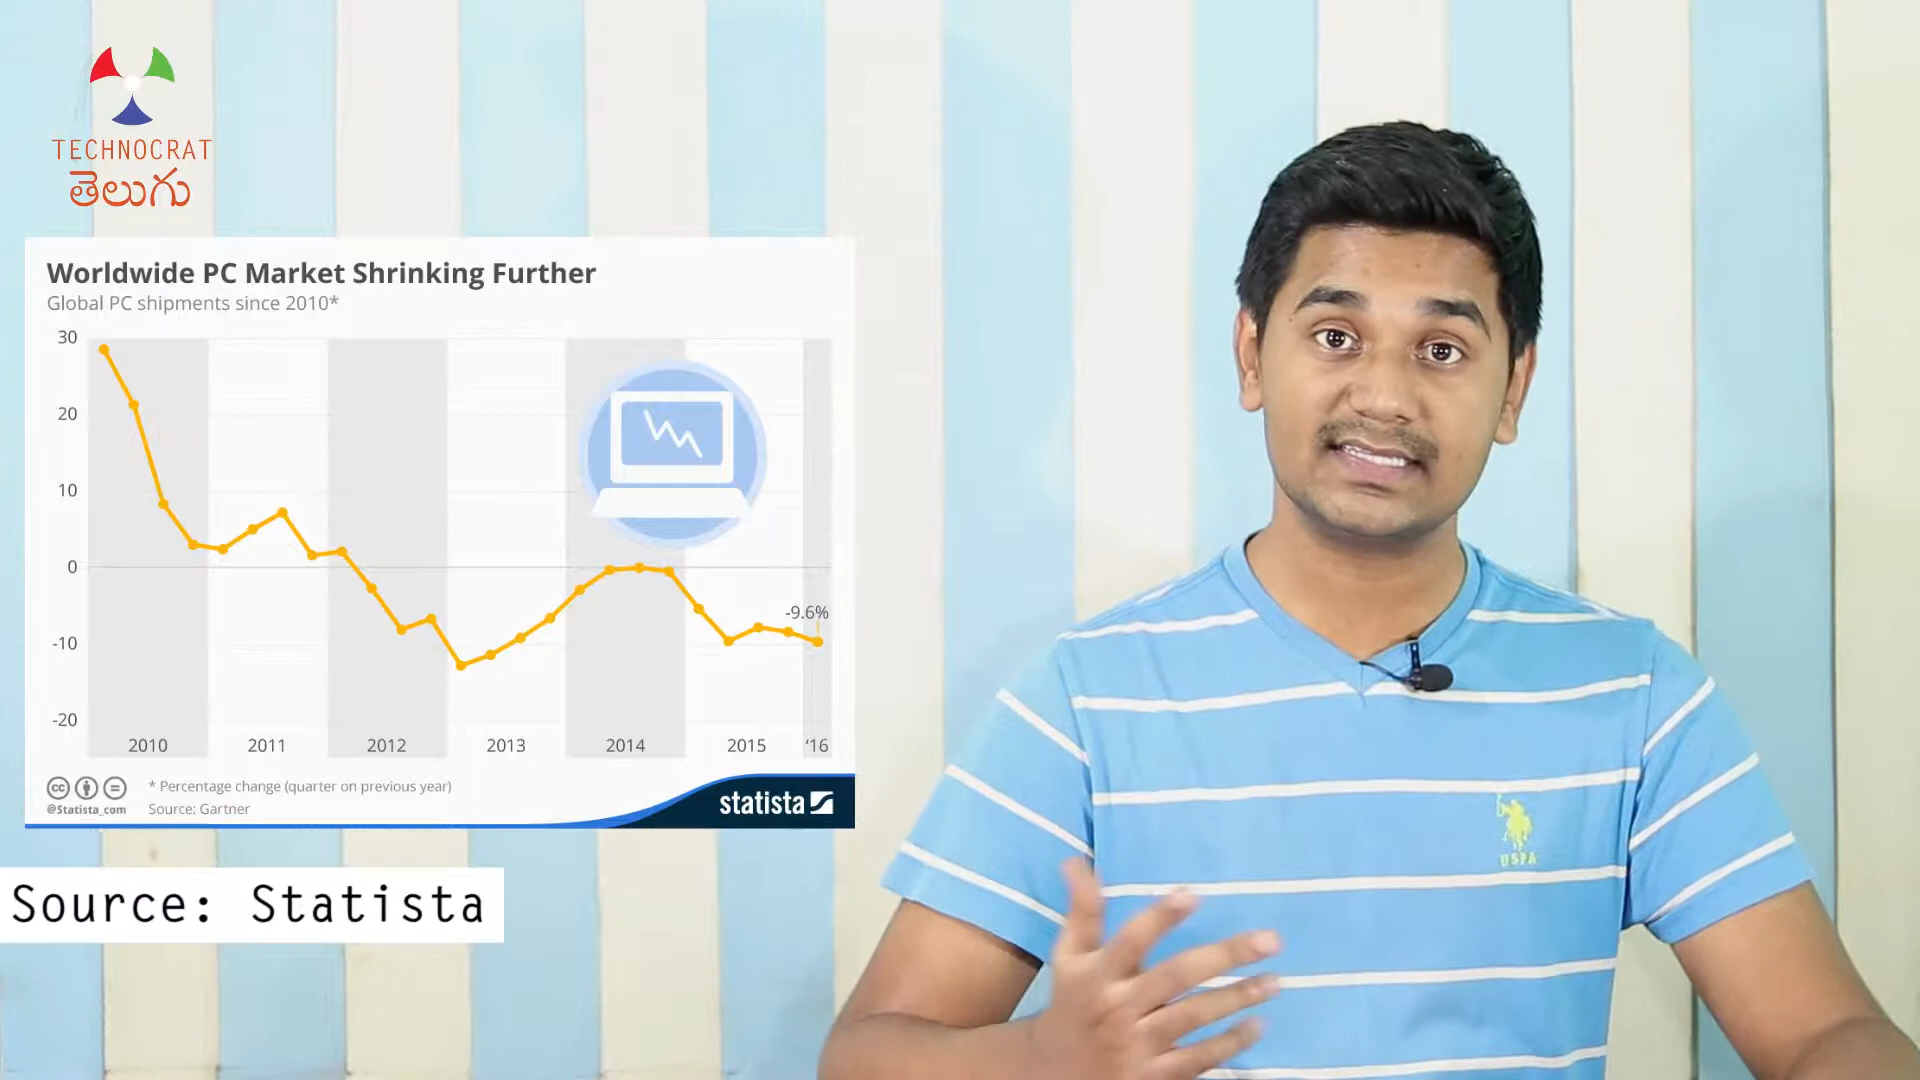 TECHNOCRAT
తెలుగు
Worldwide PC Market Shrinking Further
Global PC shipments since 2010*
30
20
10
0
-10
-20
-9.6%
2010 2011 2012 2013 2014 2015 '16
@Statista_com
* Percentage change (quarter on previous year)
Source: Gartner
statista
Source: Statista
USPA